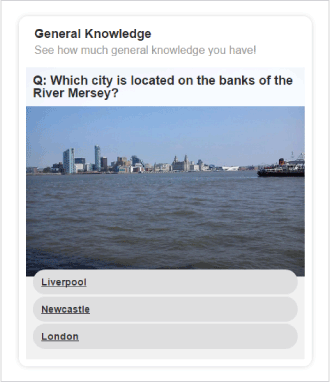 General Knowledge
See how much general knowledge you have!
Q: Which city is located on the banks of the
River Mersey?
Liverpool
Newcastle
London